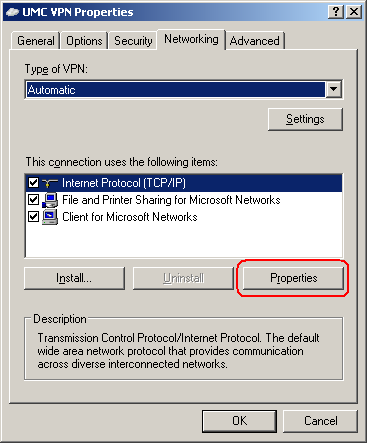 UMC VPN Properties
General Options Security Networking Advanced
Type of VPN:
Automatic
Settings
This connection uses the following items:
Internet Protocol (TCP/IP)
File and Printer Sharing for Microsoft Networks
Client for Microsoft Networks
Install... Uninstall Properties
Description
Transmission Control Protocol/Internet Protocol. The default
wide area network protocol that provides communication
across diverse interconnected networks.
OK Cancel